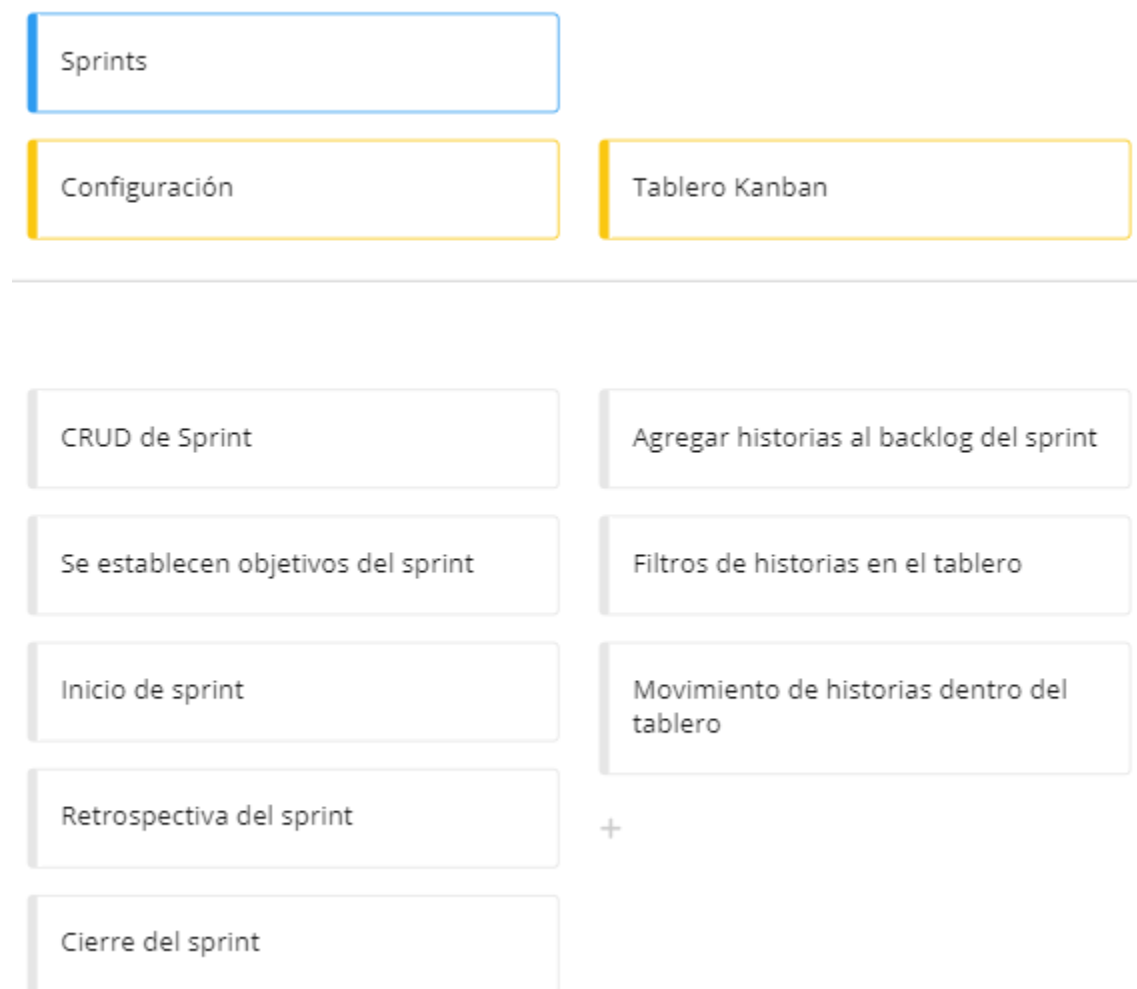 Sprints
Configuración
Tablero Kanban
CRUD de Sprint
Agregar historias al backlog del sprint
Se establecen objetivos del sprint
Filtros de historias en el tablero
Inicio de sprint
Movimiento de historias dentro del
tablero
Retrospectiva del sprint
+
Cierre del sprint